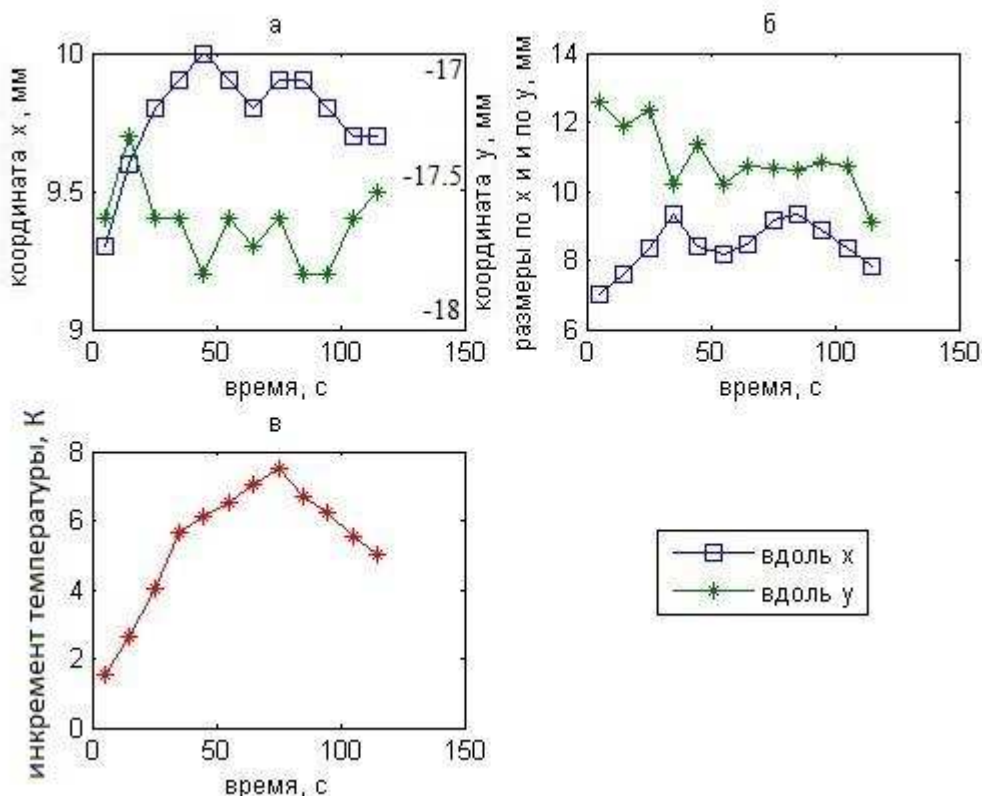 а
координата x , мм
10
9.5
9
-17
-17.5
-18
координата y, мм
0 50 100 150
время, с
б
размеры по x и и по y, мм
14
12
10
8
6
0 50 100 150
время, с
в
инкремент температуры, К
8
6
4
2
0
0 50 100 150
время, с
вдоль x
вдоль y